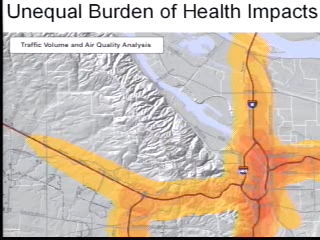 Unequal Burden of Health Impacts
Traffic Volume and Air Quality Analysis